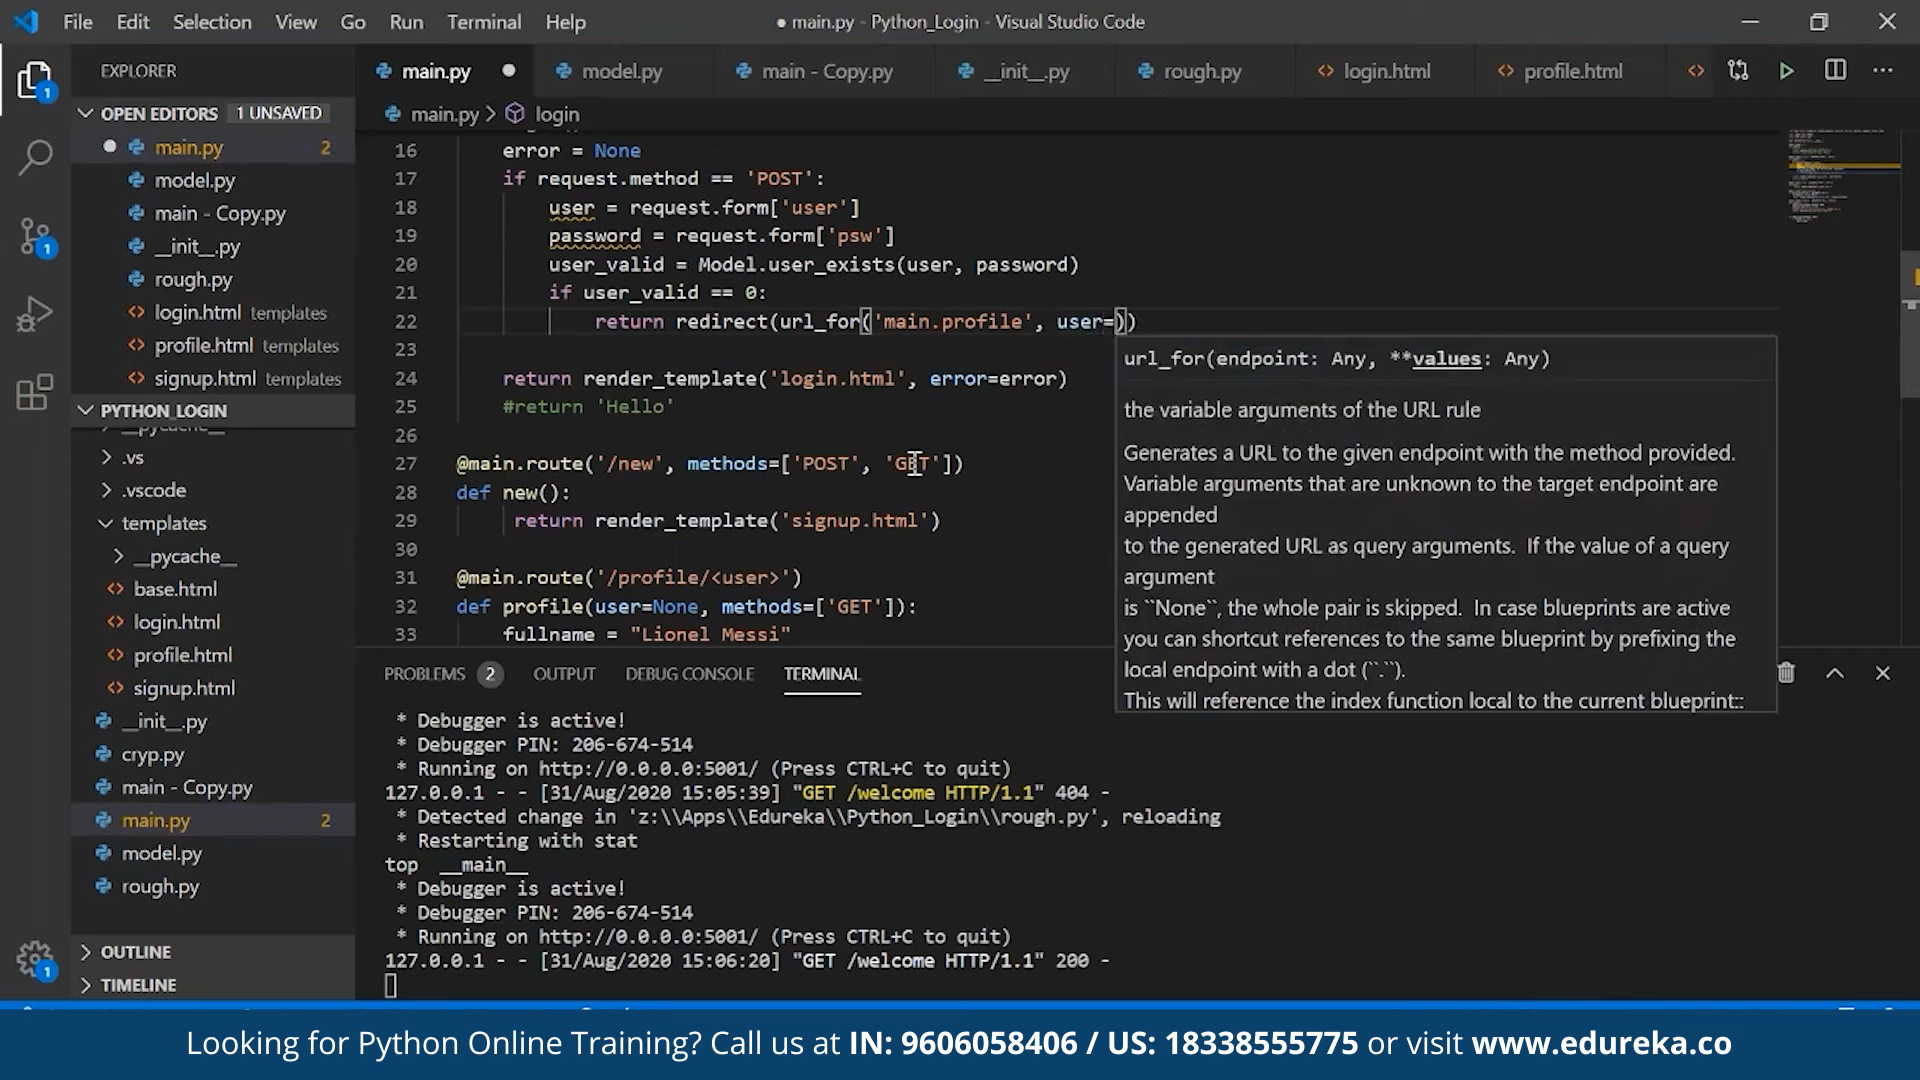 File Edit Selection View Go Run Terminal Help
● main.py - Python_Login - Visual Studio Code
EXPLORER
main.py model.py main - Copy.py __init__.py rough.py login.html profile.html
OPEN EDITORS 1 UNSAVED
main.py 2
model.py
main - Copy.py
__init__.py
rough.py
login.html templates
profile.html templates
signup.html templates
PYTHON_LOGIN
__pycache__
.vs
.vscode
templates
__pycache__
base.html
login.html
profile.html
signup.html
__init__.py
cryp.py
main - Copy.py
main.py 2
model.py
rough.py
OUTLINE
TIMELINE
1
1
1
main.py > login
16 error = None
17 if request.method == 'POST':
18 user = request.form['user']
19 password = request.form['psw']
20 user_valid = Model.user_exists(user, password)
21 if user_valid == 0:
22 return redirect(url_for('main.profile', user=))
23
24 return render_template('login.html', error=error)
25 #return 'Hello'
26
27 @main.route('/new', methods=['POST', 'GET'])
28 def new():
29 return render_template('signup.html')
30
31 @main.route('/profile/<user>')
32 def profile(user=None, methods=['GET']):
33 fullname = "Lionel Messi"
url_for(endpoint: Any, **values: Any)
the variable arguments of the URL rule
Generates a URL to the given endpoint with the method provided.
Variable arguments that are unknown to the target endpoint are
appended
to the generated URL as query arguments. If the value of a query
argument
is ``None``, the whole pair is skipped. In case blueprints are active
you can shortcut references to the same blueprint by prefixing the
local endpoint with a dot (``.``).
This will reference the index function local to the current blueprint::
PROBLEMS 2 OUTPUT DEBUG CONSOLE TERMINAL
* Debugger is active!
* Debugger PIN: 206-674-514
* Running on http://0.0.0.0:5001/ (Press CTRL+C to quit)
127.0.0.1 - - [31/Aug/2020 15:05:39] "GET /welcome HTTP/1.1" 404 -
* Detected change in 'z:\\Apps\\Edureka\\Python_Login\\rough.py', reloading
* Restarting with stat
top __main__
* Debugger is active!
* Debugger PIN: 206-674-514
* Running on http://0.0.0.0:5001/ (Press CTRL+C to quit)
127.0.0.1 - - [31/Aug/2020 15:06:20] "GET /welcome HTTP/1.1" 200 -
Looking for Python Online Training? Call us at IN: 9606058406 / US: 18338555775 or visit www.edureka.co